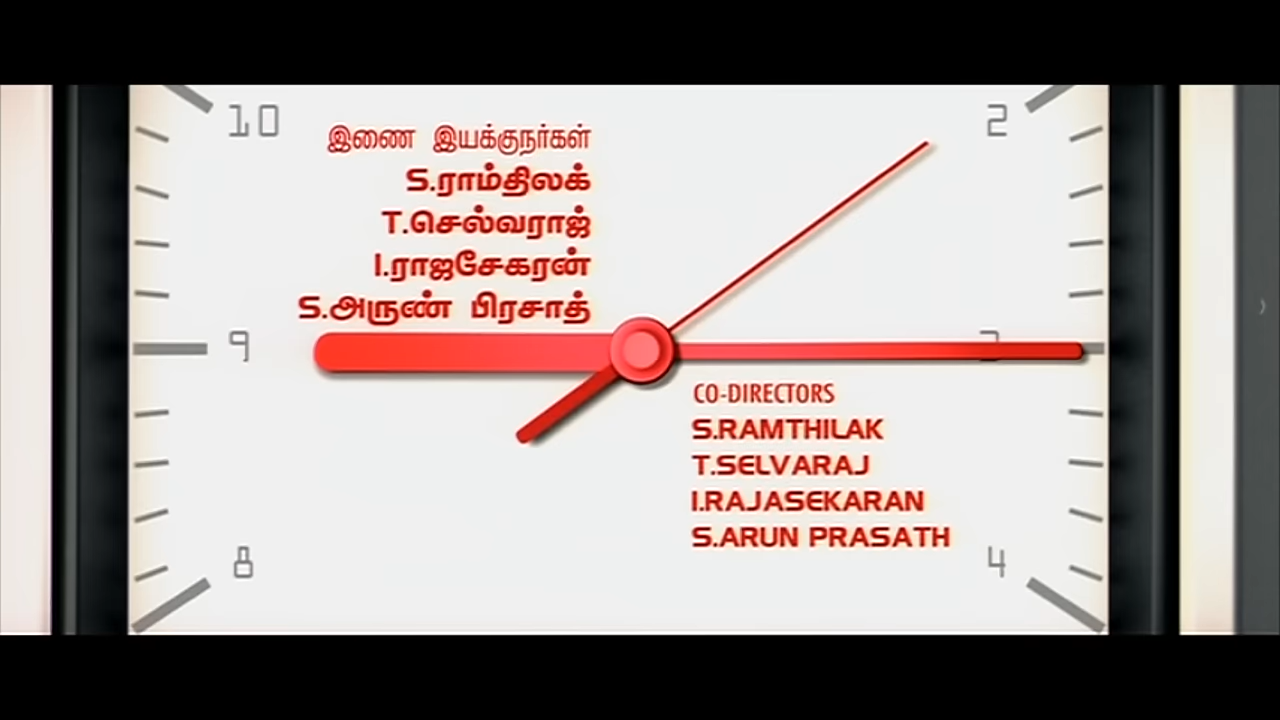 10
2
இணை இயக்குநர்கள்
S.ராம்திலக்
T.செல்வராஜ்
I.ராஜசேகரன்
S.அருண் பிரசாத்
9
CO-DIRECTORS
S.RAMTHILAK
T.SELVARAJ
I.RAJASEKARAN
S.ARUN PRASATH
8
4